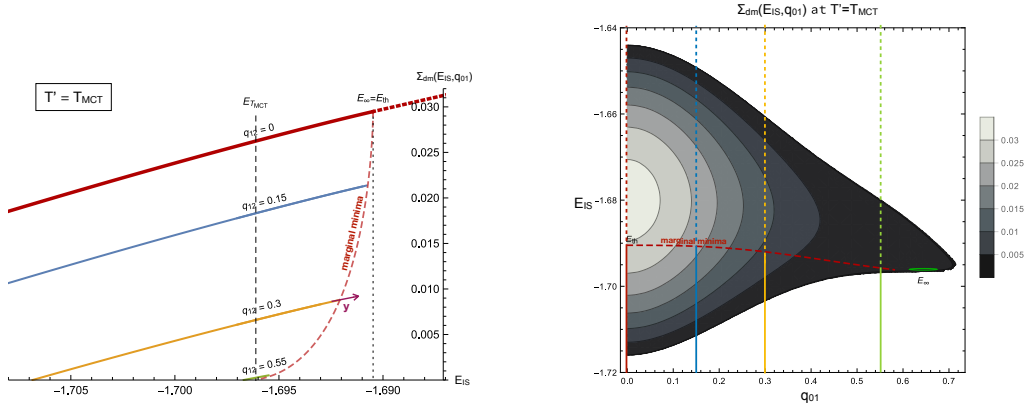 T' = T_MCT
Σ_dm(E_IS,q_01)
E_T_MCT
E_∞=E_th
q_12 = 0
q_12 = 0.15
q_12 = 0.3
q_12 = 0.55
marginal minima
y
0.030
0.025
0.020
0.015
0.010
0.005
E_IS
−1.705
−1.700
−1.695
−1.690
Σ_dm(E_IS,q_01) at T'=T_MCT
−1.64
−1.66
−1.68
−1.70
−1.72
E_IS
E_th
marginal minima
E_∞
0.0
0.1
0.2
0.3
0.4
0.5
0.6
0.7
q_01
0.03
0.025
0.02
0.015
0.01
0.005